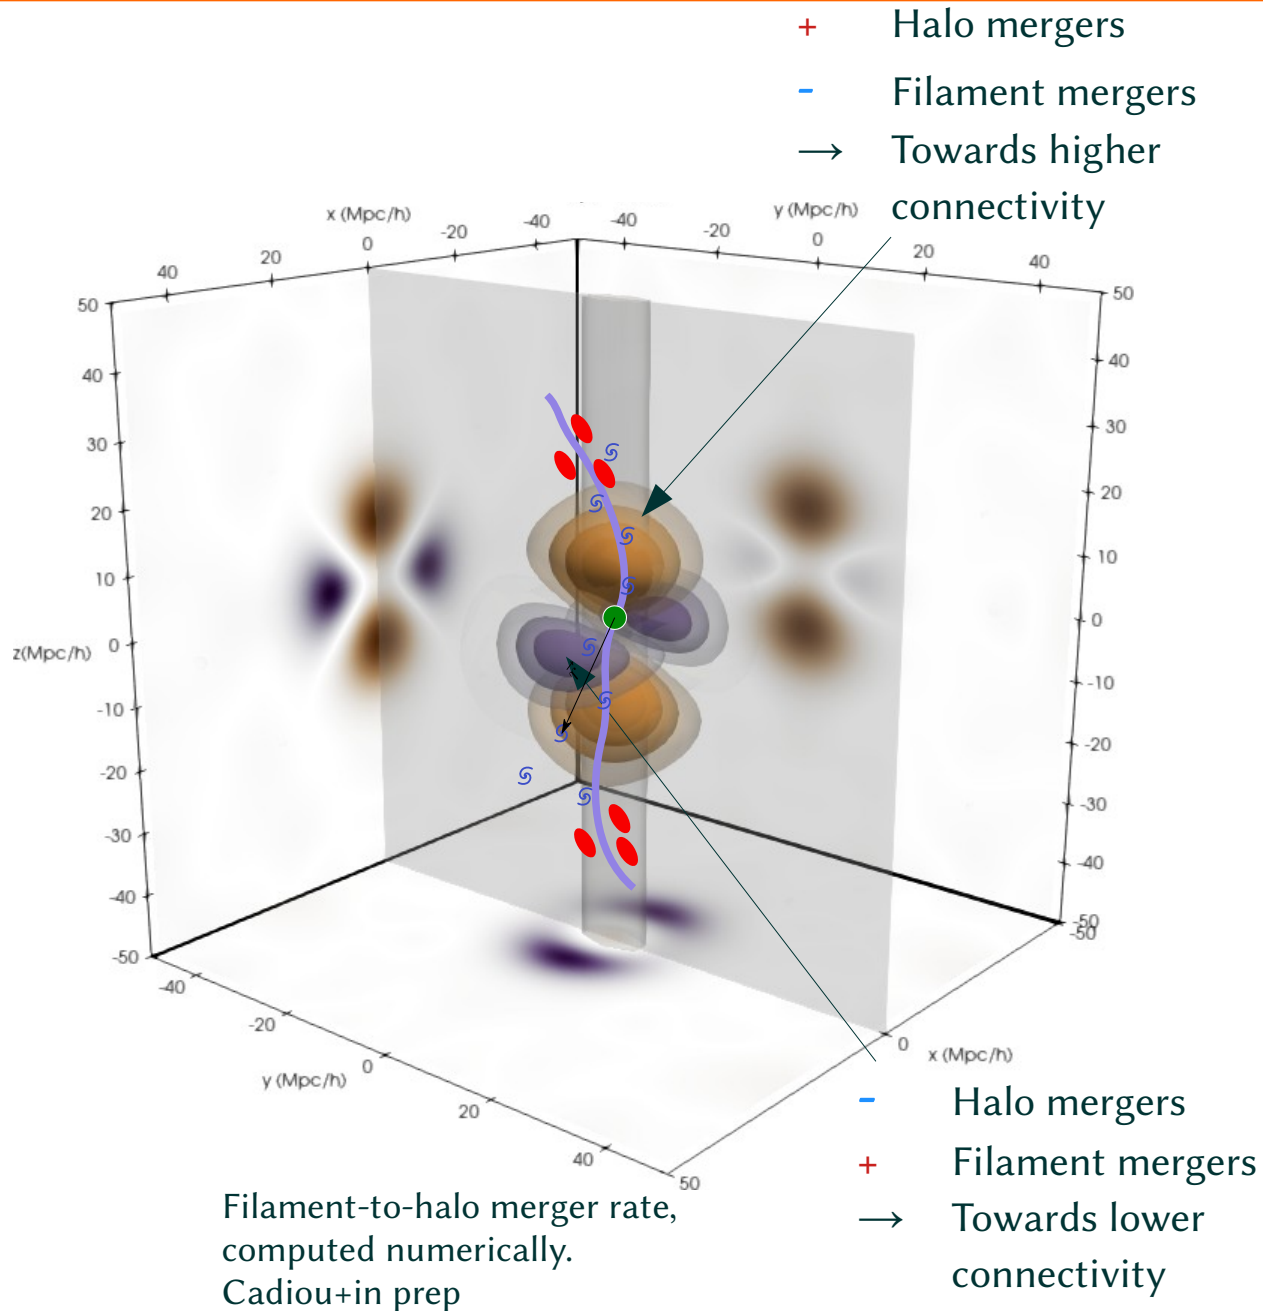 + Halo mergers
- Filament mergers
→ Towards higher
connectivity
x (Mpc/h)
y (Mpc/h)
40 20 0 -20 -40
-40 -20 0 20 40
50
40
30
20
10
0
-10
-20
-30
-40
-50
z(Mpc/h)
50
40
30
20
10
0
-10
-20
-30
-40
-50
-50
-40
-20
0
20
40
y (Mpc/h)
0
50
x (Mpc/h)
- Halo mergers
+ Filament mergers
→ Towards lower
connectivity
Filament-to-halo merger rate,
computed numerically.
Cadiou+in prep